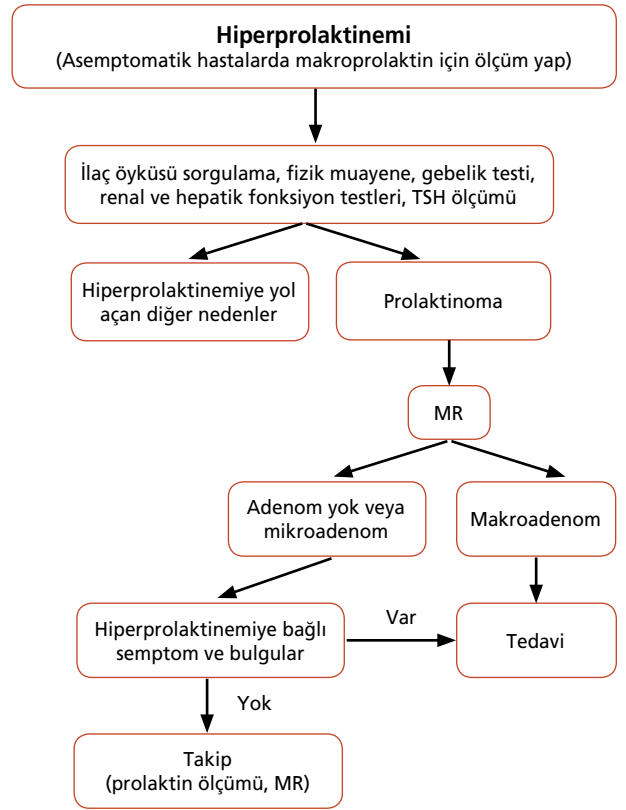 Hiperprolaktinemi
(Asemptomatik hastalarda makroprolaktin için ölçüm yap)
İlaç öyküsü sorgulama, fizik muayene, gebelik testi,
renal ve hepatik fonksiyon testleri, TSH ölçümü
Hiperprolaktinemiye yol
açan diğer nedenler
Prolaktinoma
MR
Adenom yok veya
mikroadenom
Makroadenom
Hiperprolaktinemiye bağlı
semptom ve bulgular
Var
Tedavi
Yok
Takip
(prolaktin ölçümü, MR)